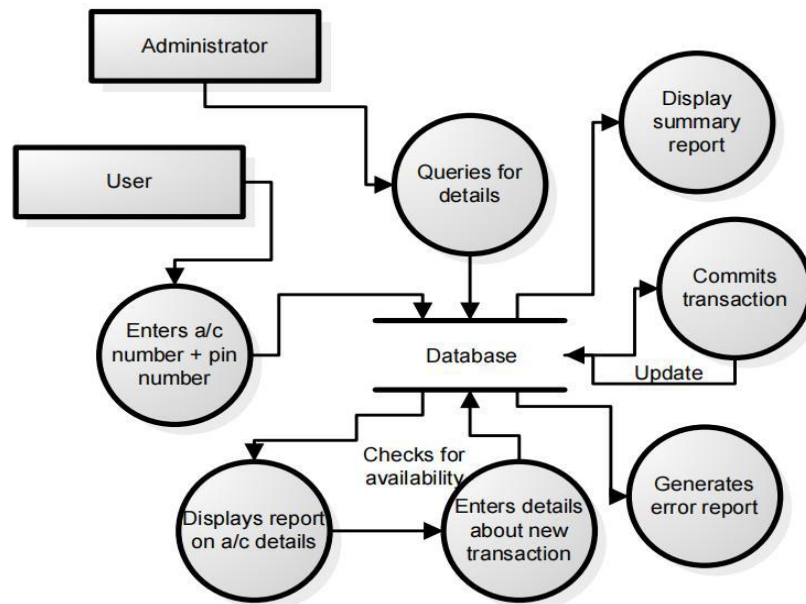 Administrator
Display
summary
report
User
Queries for
details
Commits
transaction
Enters a/c
number + pin
number
Database
Update
Checks for
availability
Displays report
on a/c details
Enters details
about new
transaction
Generates
error report